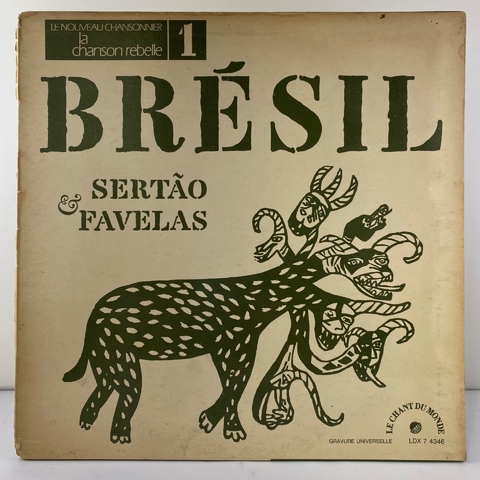 LE NOUVEAU CHANSONNIER
la
chanson rebelle
1
BRÉSIL
SERTÃO
& FAVELAS
LE CHANT DU MONDE
GRAVURE UNIVERSELLE
LDX 7 4346